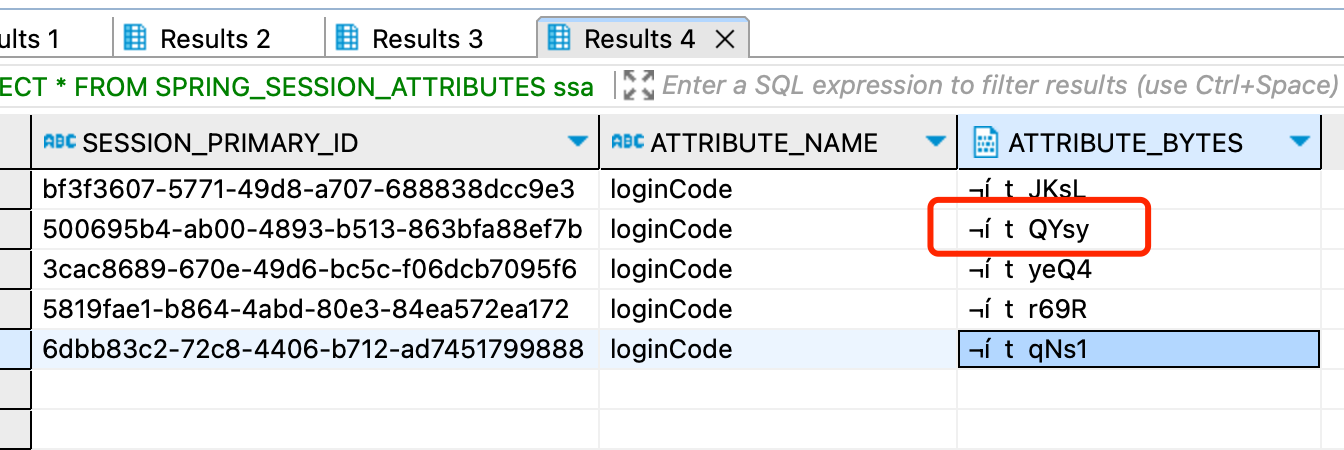 ults 1 Results 2 Results 3 Results 4
ECT * FROM SPRING_SESSION_ATTRIBUTES ssa Enter a SQL expression to filter results (use Ctrl+Space)
ABC SESSION_PRIMARY_ID ABC ATTRIBUTE_NAME ATTRIBUTE_BYTES
bf3f3607-5771-49d8-a707-688838dcc9e3 loginCode ¬í t JKsL
500695b4-ab00-4893-b513-863bfa88ef7b loginCode ¬í t QYsy
3cac8689-670e-49d6-bc5c-f06dcb7095f6 loginCode ¬í t yeQ4
5819fae1-b864-4abd-80e3-84ea572ea172 loginCode ¬í t r69R
6dbb83c2-72c8-4406-b712-ad7451799888 loginCode ¬í t qNs1